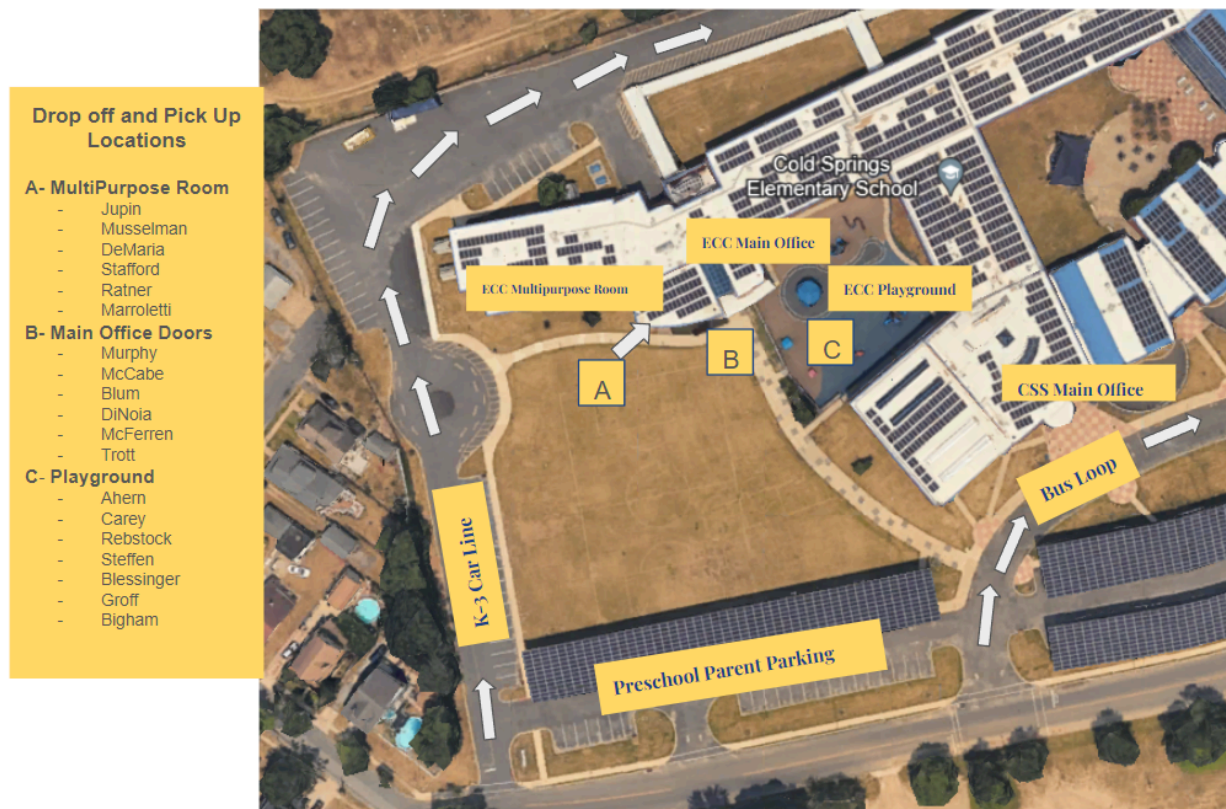 Drop off and Pick Up
Locations
A- MultiPurpose Room
- Jupin
- Musselman
- DeMaria
- Stafford
- Ratner
- Marroletti
B- Main Office Doors
- Murphy
- McCabe
- Blum
- DiNoia
- McFerren
- Trott
C- Playground
- Ahern
- Carey
- Rebstock
- Steffen
- Blessinger
- Groff
- Bigham
Cold Springs
Elementary School
ECC Main Office
ECC Multipurpose Room
ECC Playground
A
B
C
CSS Main Office
Bus Loop
K-3 Car Line
Preschool Parent Parking